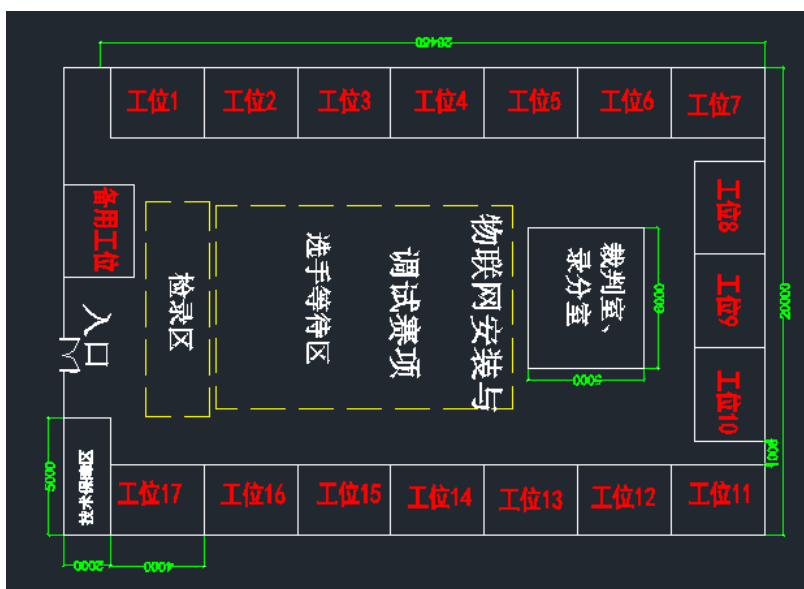 工位1
工位2
工位3
工位4
工位5
工位6
工位7
备用工位
工位8
工位9
工位10
物联网安装与
调试赛项
选手等待区
检录区
裁判室、
录分室
6000
5000
20000
1000
入口
门
5000
技术保障区
工位17
工位16
工位15
工位14
工位13
工位12
工位11
2000
4000